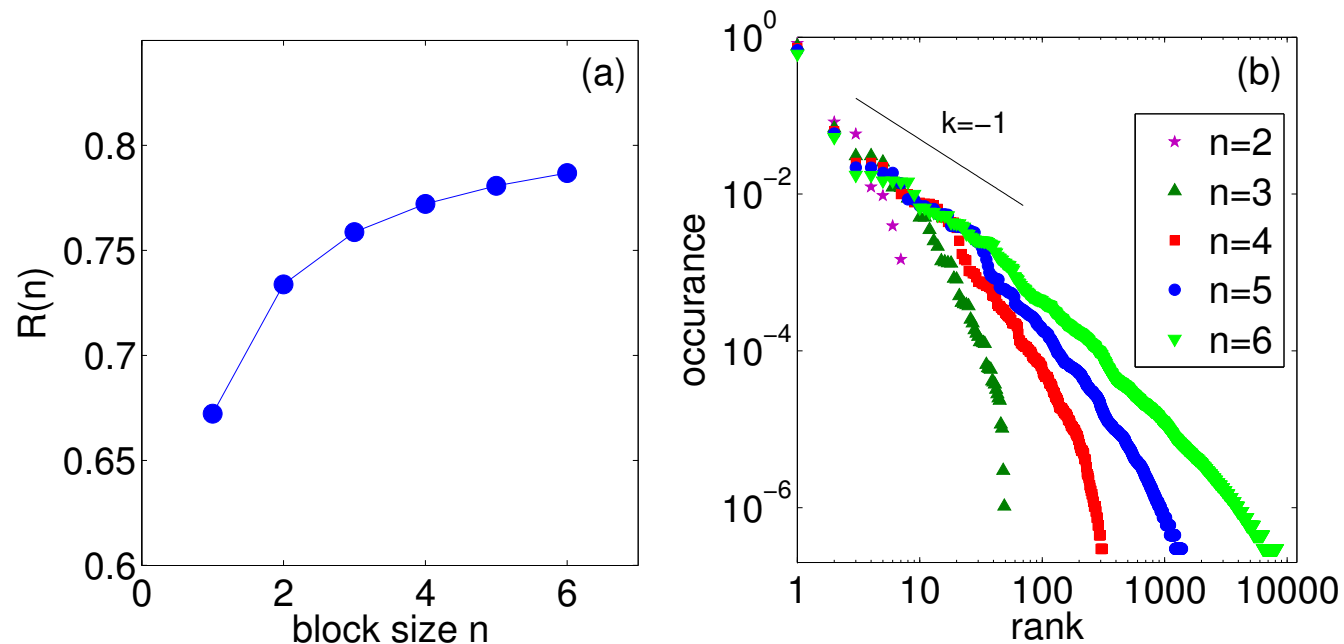 (a)
R(n)
0.8
0.75
0.7
0.65
0.6
0
2
4
6
block size n
(b)
occurance
10^0
10^−2
10^−4
10^−6
k=−1
n=2
n=3
n=4
n=5
n=6
1
10
100
1000
10000
rank